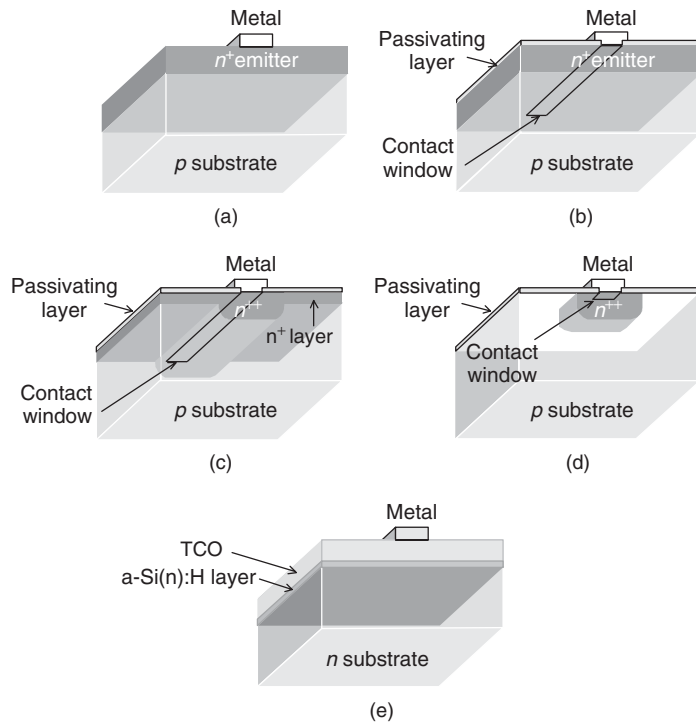 Metal
n⁺emitter
p substrate
(a)
Metal
Passivating
layer
n⁺emitter
Contact
window
p substrate
(b)
Metal
Passivating
layer
n⁺⁺
n⁺ layer
Contact
window
p substrate
(c)
Metal
Passivating
layer
n⁺⁺
Contact
window
p substrate
(d)
Metal
TCO
a-Si(n):H layer
n substrate
(e)